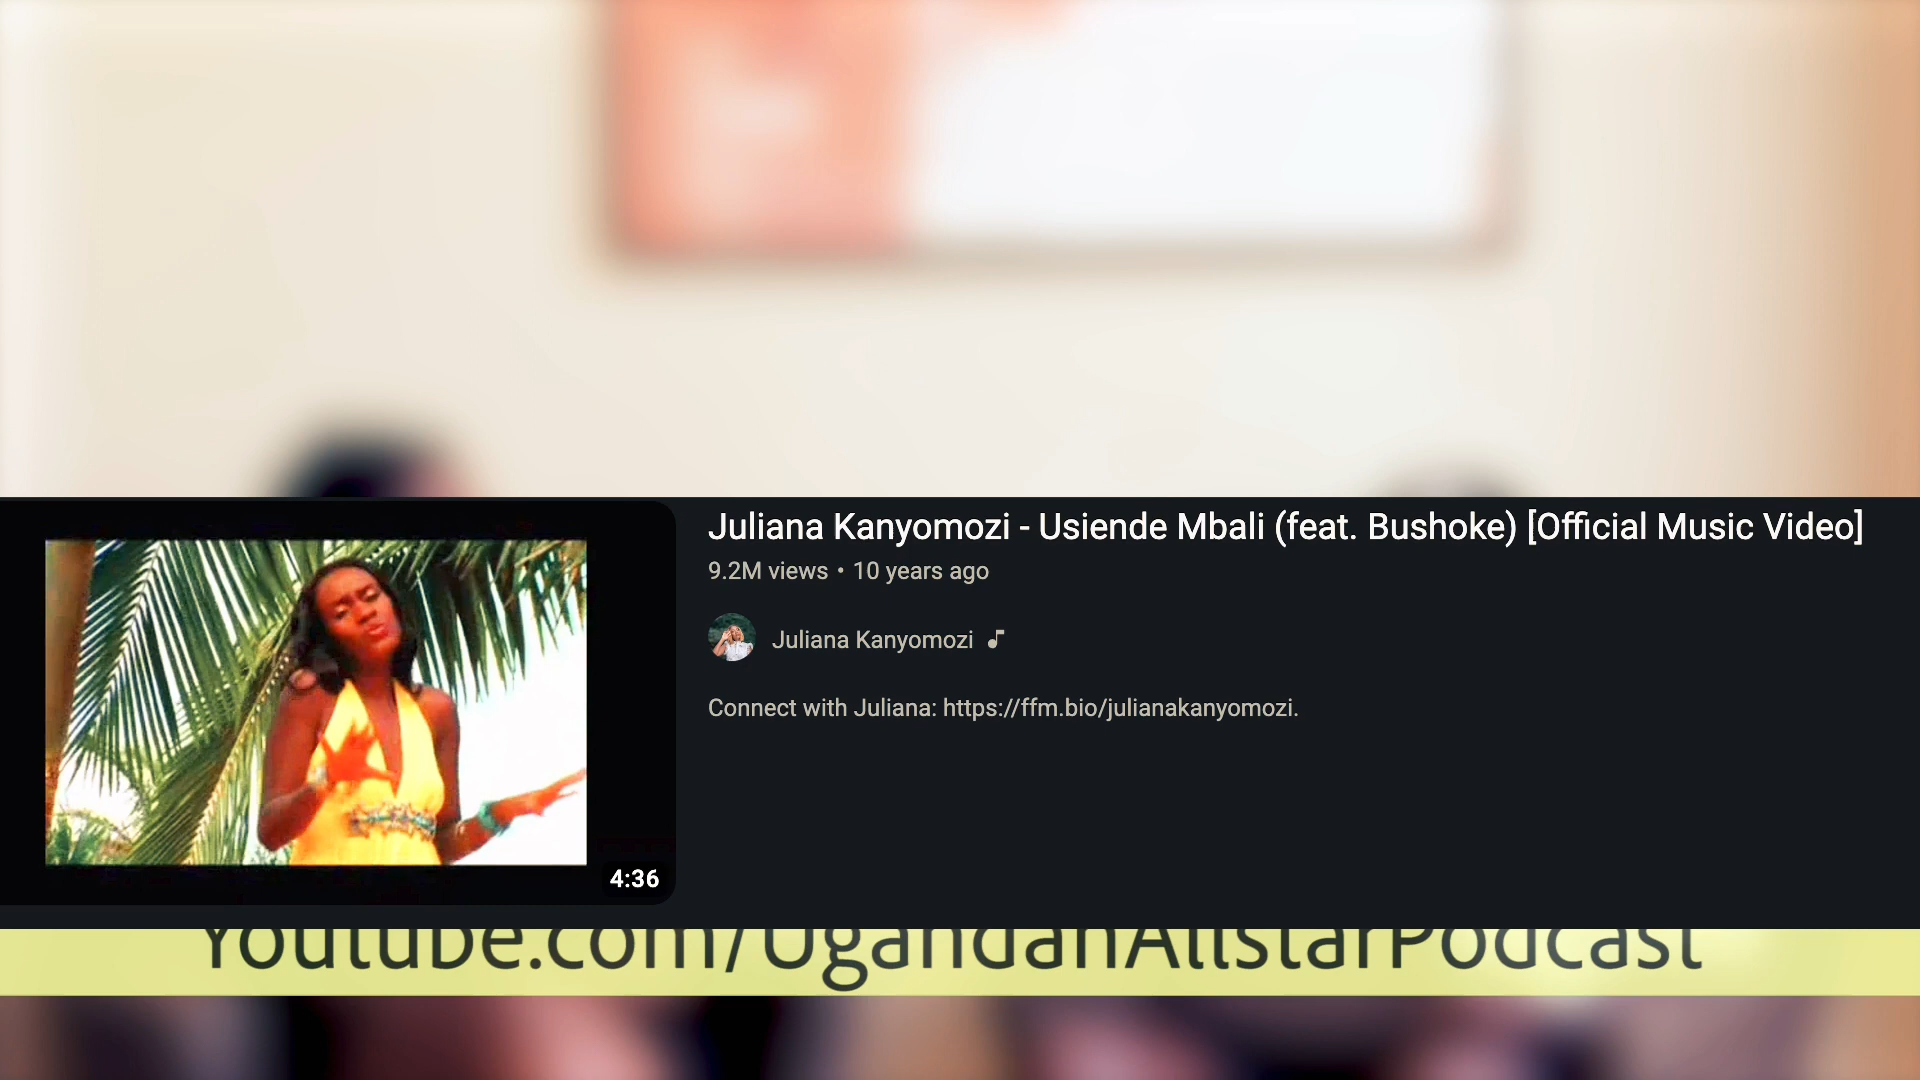 Juliana Kanyomozi - Usiende Mbali (feat. Bushoke) [Official Music Video]
9.2M views • 10 years ago
Juliana Kanyomozi
Connect with Juliana: https://ffm.bio/julianakanyomozi.
4:36
Youtube.com/UgandanAllstarPodcast